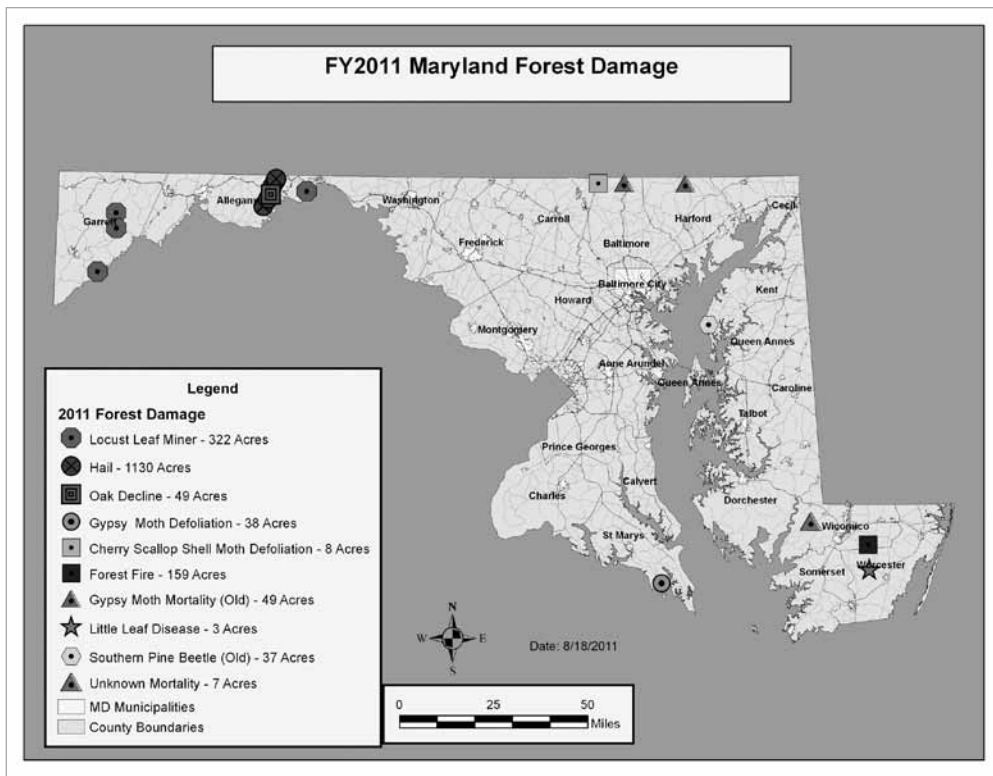 FY2011 Maryland Forest Damage
Garrett
Allegany
Washington
Frederick
Carroll
Baltimore
Harford
Cecil
Baltimore City
Howard
Montgomery
Kent
Queen Annes
Anne Arundel
Queen Annes
Caroline
Talbot
Prince Georges
Charles
Calvert
Dorchester
St Marys
Wicomico
Somerset
Worcester
Legend
2011 Forest Damage
Locust Leaf Miner - 322 Acres
Hail - 1130 Acres
Oak Decline - 49 Acres
Gypsy Moth Defoliation - 38 Acres
Cherry Scallop Shell Moth Defoliation - 8 Acres
Forest Fire - 159 Acres
Gypsy Moth Mortality (Old) - 49 Acres
Little Leaf Disease - 3 Acres
Southern Pine Beetle (Old) - 37 Acres
Unknown Mortality - 7 Acres
MD Municipalities
County Boundaries
N
W E
S
Date: 8/18/2011
0 25 50
Miles